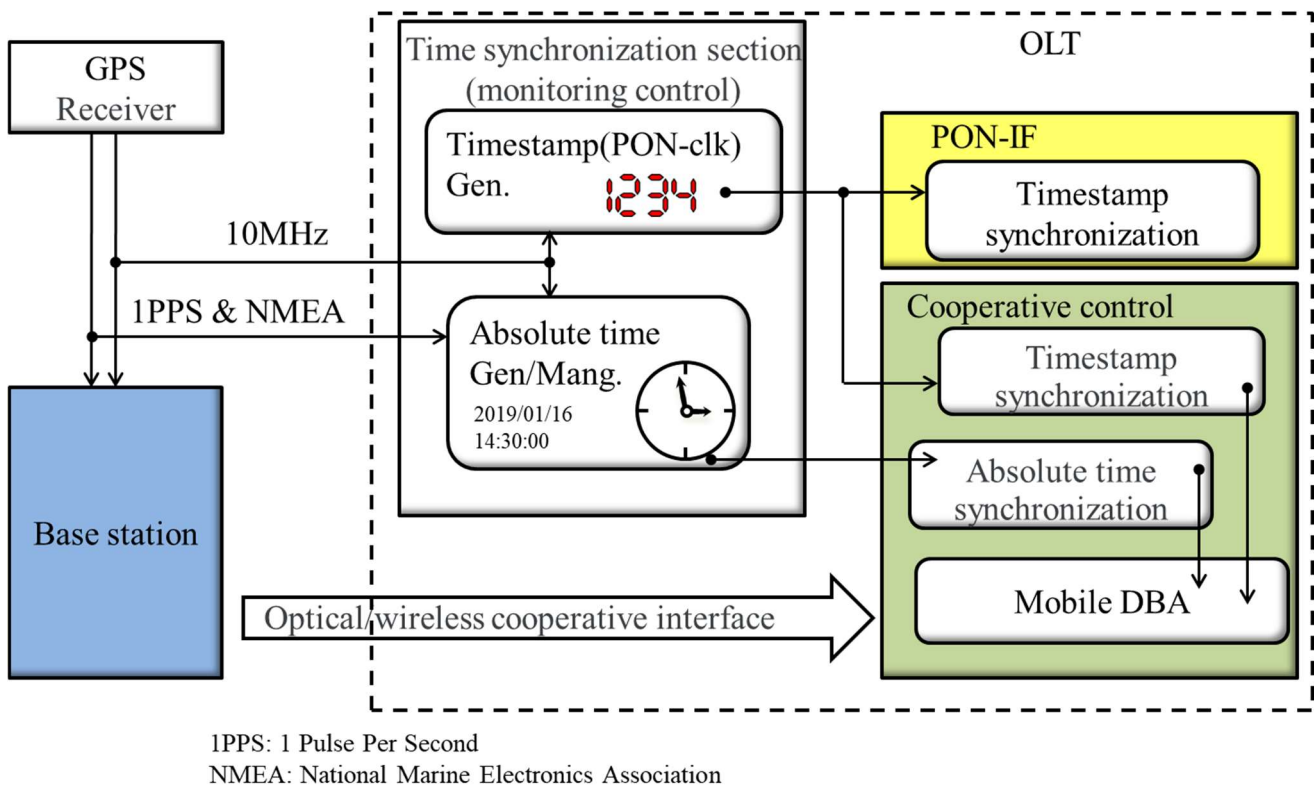 GPS
Receiver
10MHz
1PPS & NMEA
Base station
OLT
Time synchronization section
(monitoring control)
Timestamp(PON-clk)
Gen.
1234
Absolute time
Gen/Mang.
2019/01/16
14:30:00
PON-IF
Timestamp
synchronization
Cooperative control
Timestamp
synchronization
Absolute time
synchronization
Mobile DBA
Optical/wireless cooperative interface
1PPS: 1 Pulse Per Second
NMEA: National Marine Electronics Association